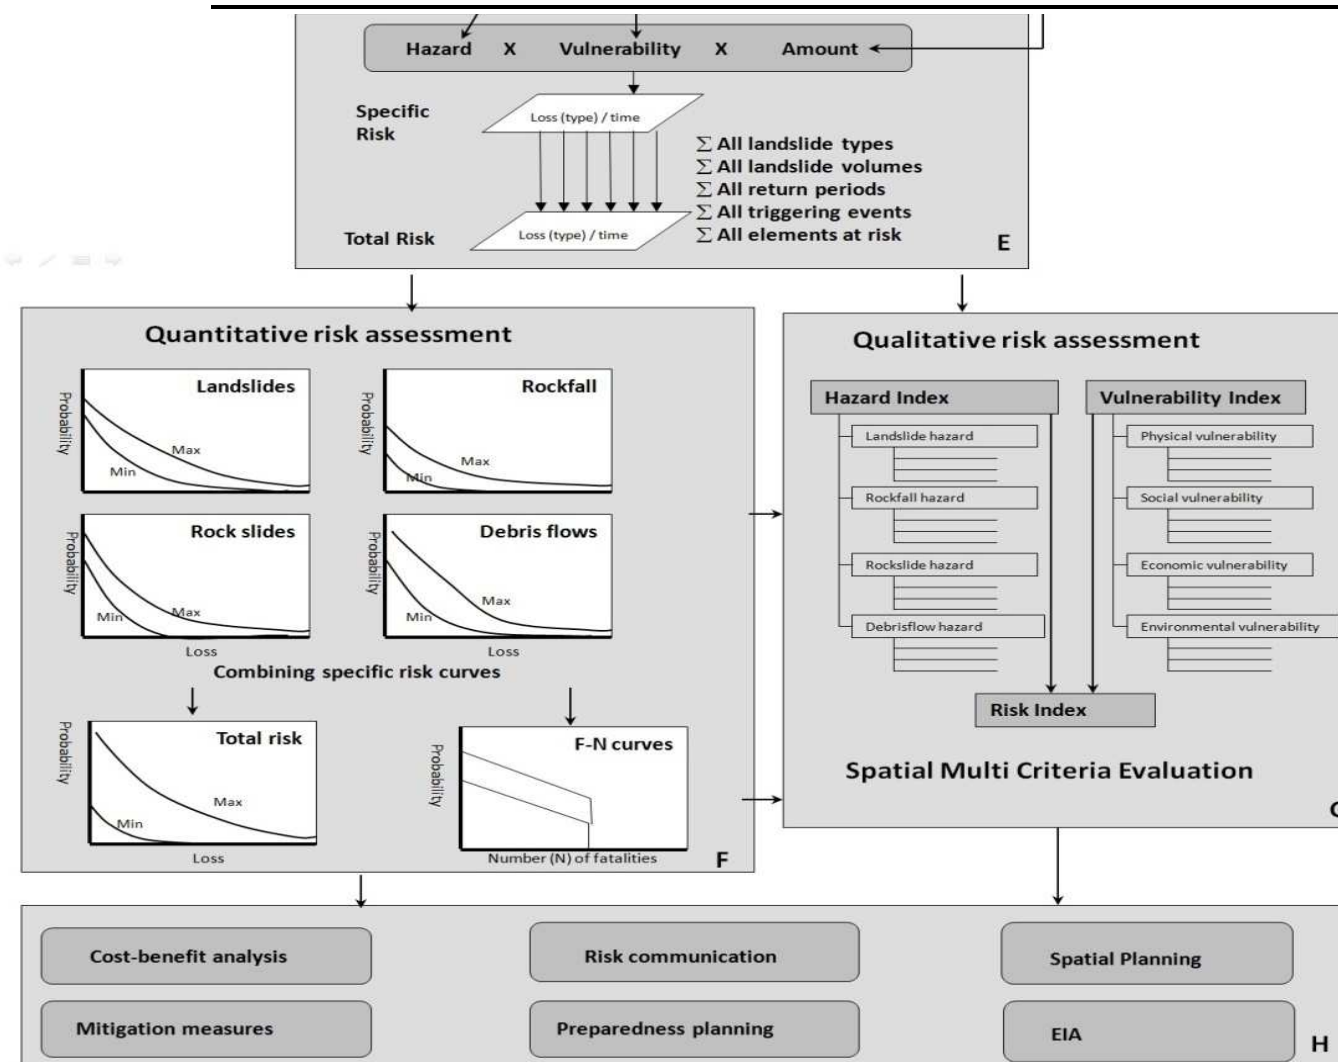 Hazard X Vulnerability X Amount
Specific
Risk
Loss (type) / time
∑ All landslide types
∑ All landslide volumes
∑ All return periods
∑ All triggering events
∑ All elements at risk
Total Risk
Loss (type) / time
E
Quantitative risk assessment
Landslides
Probability
Max
Min
Rockfall
Probability
Max
Min
Rock slides
Probability
Max
Min
Loss
Debris flows
Probability
Max
Min
Loss
Combining specific risk curves
Total risk
Probability
Max
Min
Loss
F-N curves
Probability
Number (N) of fatalities
F
Qualitative risk assessment
Hazard Index
Landslide hazard
Rockfall hazard
Rockslide hazard
Debrisflow hazard
Vulnerability Index
Physical vulnerability
Social vulnerability
Economic vulnerability
Environmental vulnerability
Risk Index
Spatial Multi Criteria Evaluation
Cost-benefit analysis
Risk communication
Spatial Planning
Mitigation measures
Preparedness planning
EIA
H